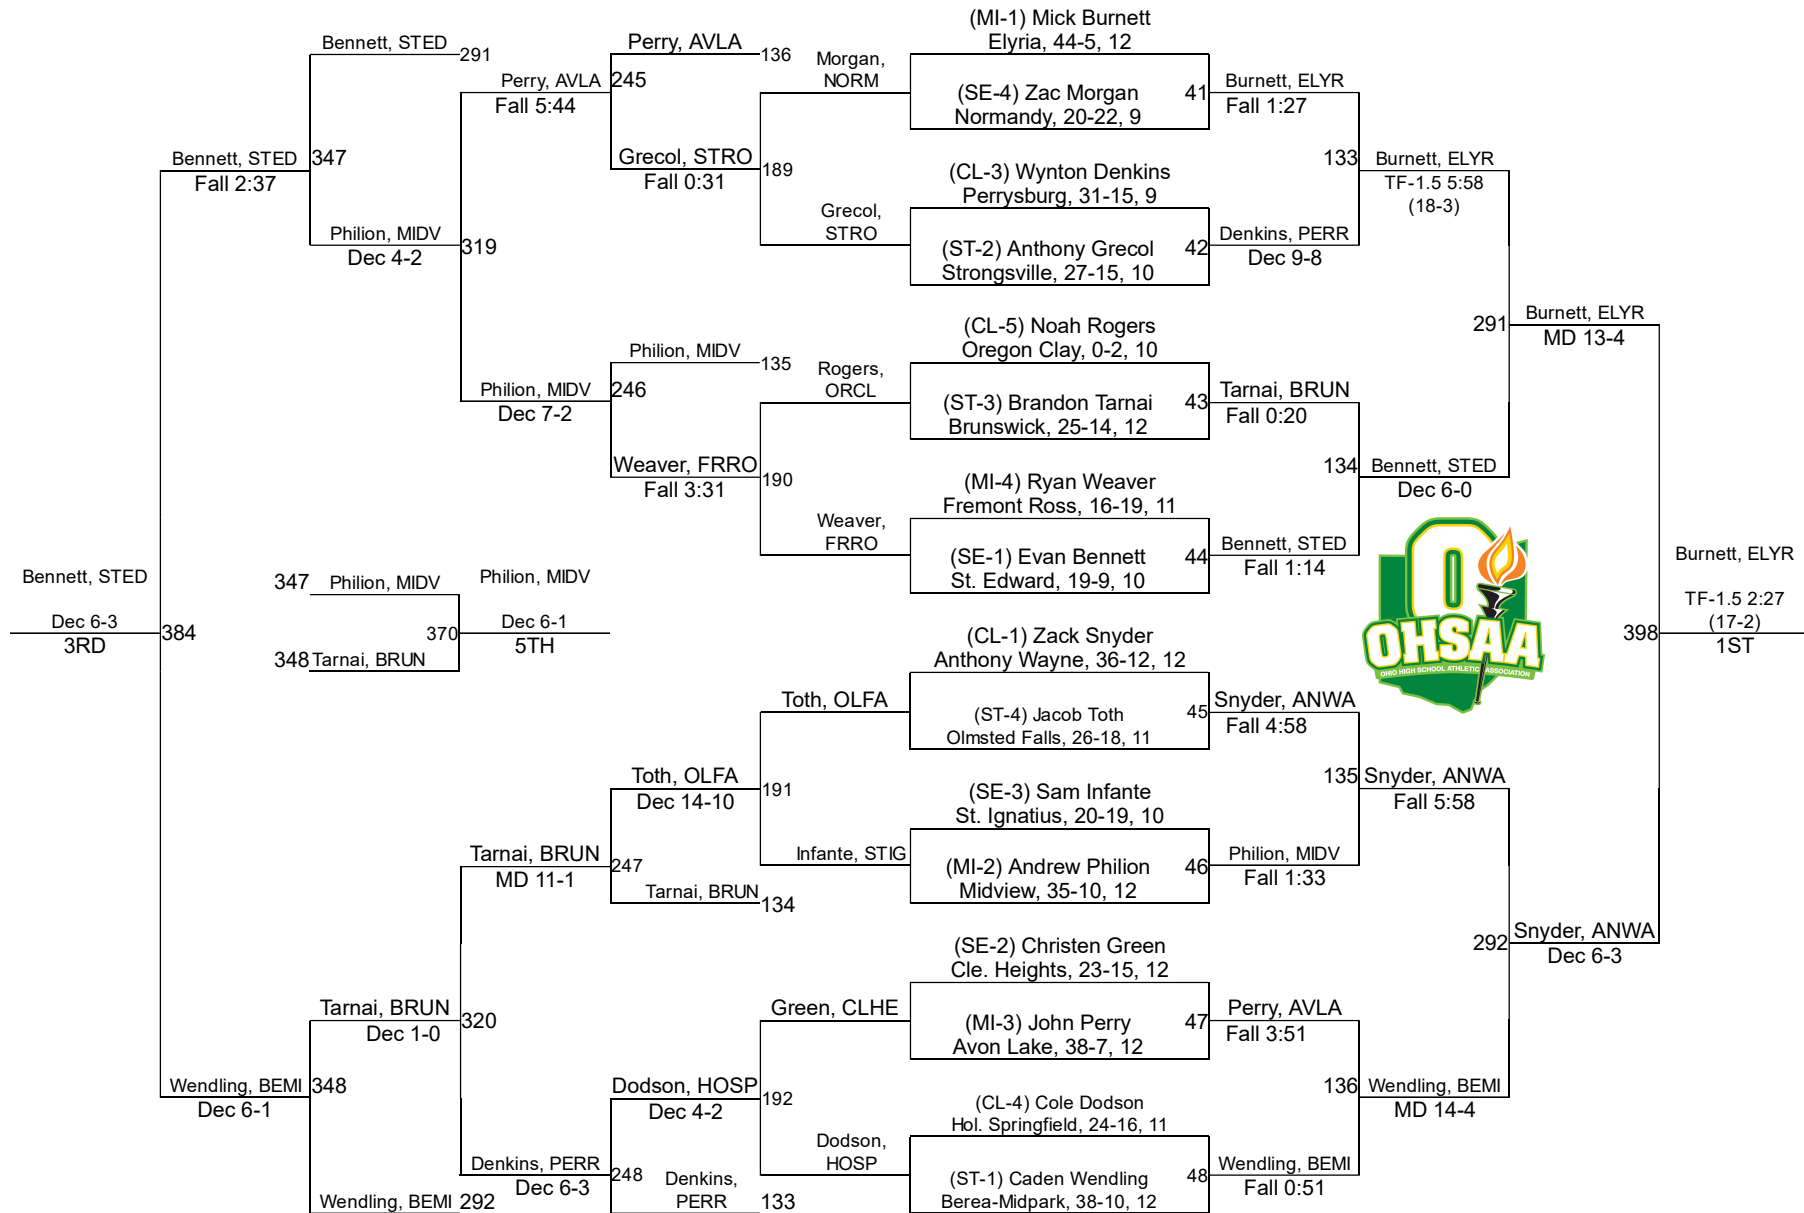 (MI-1) Mick Burnett
Elyria, 44-5, 12
(SE-4) Zac Morgan
Normandy, 20-22, 9
(CL-3) Wynton Denkins
Perrysburg, 31-15, 9
(ST-2) Anthony Grecol
Strongsville, 27-15, 10
(CL-5) Noah Rogers
Oregon Clay, 0-2, 10
(ST-3) Brandon Tarnai
Brunswick, 25-14, 12
(MI-4) Ryan Weaver
Fremont Ross, 16-19, 11
(SE-1) Evan Bennett
St. Edward, 19-9, 10
(CL-1) Zack Snyder
Anthony Wayne, 36-12, 12
(ST-4) Jacob Toth
Olmsted Falls, 26-18, 11
(SE-3) Sam Infante
St. Ignatius, 20-19, 10
(MI-2) Andrew Philion
Midview, 35-10, 12
(SE-2) Christen Green
Cle. Heights, 23-15, 12
(MI-3) John Perry
Avon Lake, 38-7, 12
(CL-4) Cole Dodson
Hol. Springfield, 24-16, 11
(ST-1) Caden Wendling
Berea-Midpark, 38-10, 12
41
Burnett, ELYR
Fall 1:27
42
Denkins, PERR
Dec 9-8
43
Tarnai, BRUN
Fall 0:20
44
Bennett, STED
Fall 1:14
45
Snyder, ANWA
Fall 4:58
46
Philion, MIDV
Fall 1:33
47
Perry, AVLA
Fall 3:51
48
Wendling, BEMI
Fall 0:51
133
Burnett, ELYR
TF-1.5 5:58
(18-3)
134
Bennett, STED
Dec 6-0
135
Snyder, ANWA
Fall 5:58
136
Wendling, BEMI
MD 14-4
291
Burnett, ELYR
MD 13-4
292
Snyder, ANWA
Dec 6-3
398
Burnett, ELYR
TF-1.5 2:27
(17-2)
1ST
O
OHSAA
OHIO HIGH SCHOOL ATHLETIC ASSOCIATION
Morgan,
NORM
Grecol,
STRO
Rogers,
ORCL
Weaver,
FRRO
Toth, OLFA
Infante, STIG
Green, CLHE
Dodson,
HOSP
Perry, AVLA
136
Grecol, STRO
Fall 0:31
189
Philion, MIDV
135
Weaver, FRRO
Fall 3:31
190
Toth, OLFA
Dec 14-10
191
Tarnai, BRUN
134
Dodson, HOSP
Dec 4-2
192
Denkins,
PERR
133
Perry, AVLA
Fall 5:44
245
Philion, MIDV
Dec 7-2
246
Tarnai, BRUN
MD 11-1
247
Denkins, PERR
Dec 6-3
248
Bennett, STED
291
Philion, MIDV
Dec 4-2
319
Tarnai, BRUN
Dec 1-0
320
Wendling, BEMI
292
Bennett, STED
Fall 2:37
347
Wendling, BEMI
Dec 6-1
348
Bennett, STED
Dec 6-3
3RD
384
347
Philion, MIDV
348
Tarnai, BRUN
370
Philion, MIDV
Dec 6-1
5TH